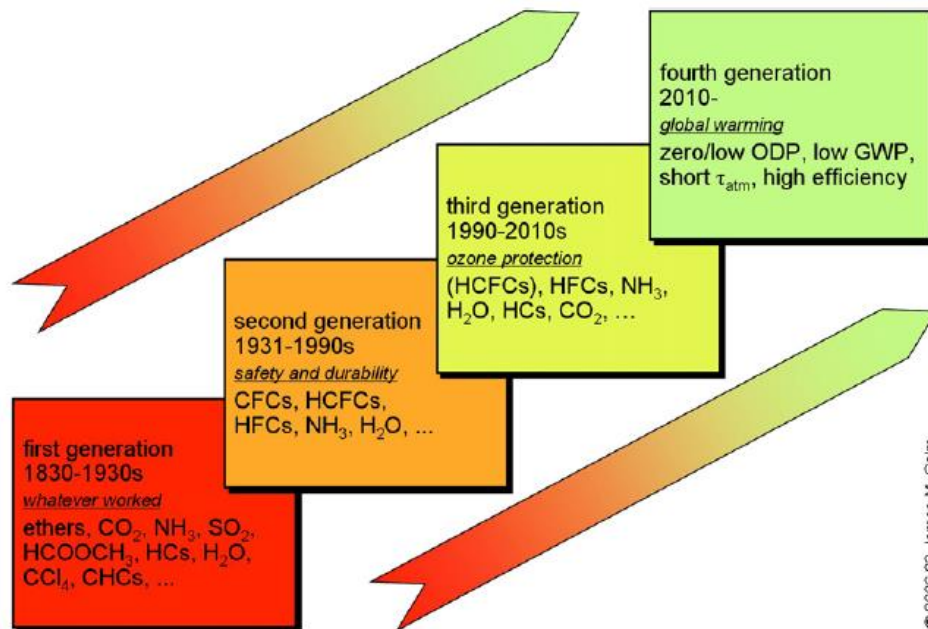 first generation
1830-1930s
whatever worked
ethers, CO₂, NH₃, SO₂,
HCOOCH₃, HCs, H₂O,
CCl₄, CHCs, ...
second generation
1931-1990s
safety and durability
CFCs, HCFCs,
HFCs, NH₃, H₂O, ...
third generation
1990-2010s
ozone protection
(HCFCs), HFCs, NH₃,
H₂O, HCs, CO₂, ...
fourth generation
2010-
global warming
zero/low ODP, low GWP,
short τatm, high efficiency